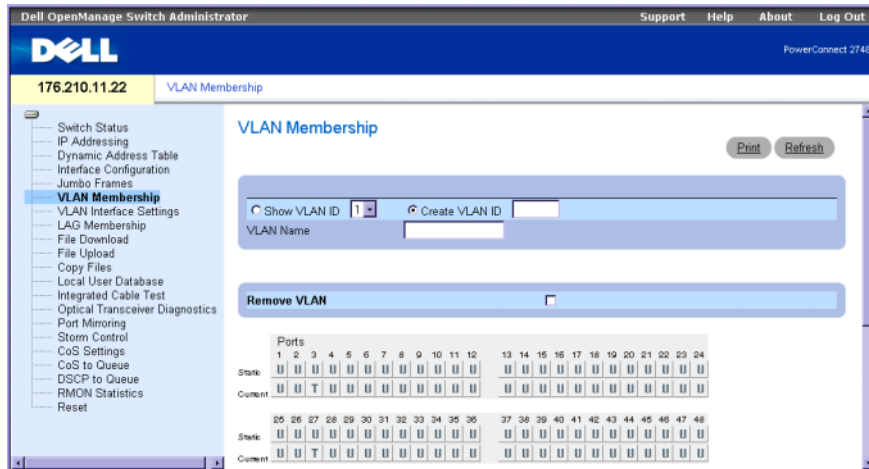 Dell OpenManage Switch Administrator
Support Help About Log Out
DELL
PowerConnect 2748
176.210.11.22
VLAN Membership
Switch Status
IP Addressing
Dynamic Address Table
Interface Configuration
Jumbo Frames
VLAN Membership
VLAN Interface Settings
LAG Membership
File Download
File Upload
Copy Files
Local User Database
Integrated Cable Test
Optical Transceiver Diagnostics
Port Mirroring
Storm Control
CoS Settings
CoS to Queue
DSCP to Queue
RMON Statistics
Reset
VLAN Membership
Print Refresh
Show VLAN ID 1 Create VLAN ID
VLAN Name
Remove VLAN
Ports
1 2 3 4 5 6 7 8 9 10 11 12 13 14 15 16 17 18 19 20 21 22 23 24
Static U U U U U U U U U U U U U U U U U U U U U U U U
Current U U T U U U U U U U U U U U U U U U U U U U U U
25 26 27 28 29 30 31 32 33 34 35 36 37 38 39 40 41 42 43 44 45 46 47 48
Static U U U U U U U U U U U U U U U U U U U U U U U U
Current U U T U U U U U U U U U U U U U U U U U U U U U